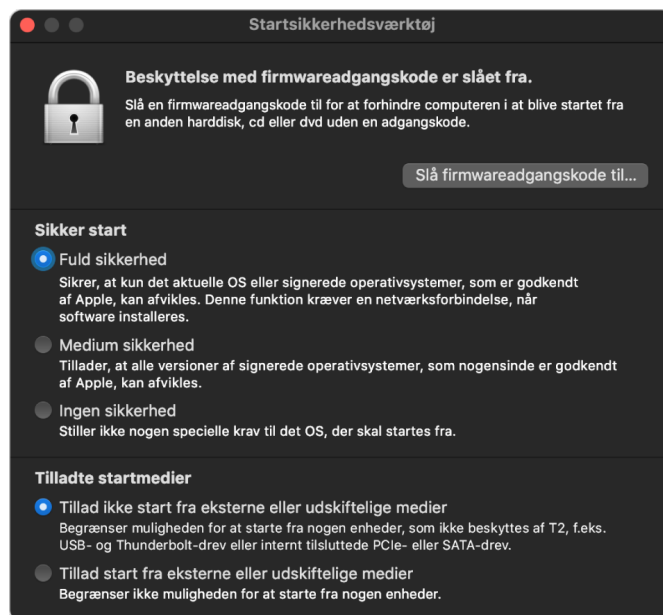 Startsikkerhedsværktøj
Beskyttelse med firmwareadgangskode er slået fra.
Slå en firmwareadgangskode til for at forhindre computeren i at blive startet fra
en anden harddisk, cd eller dvd uden en adgangskode.
Slå firmwareadgangskode til...
Sikker start
Fuld sikkerhed
Sikrer, at kun det aktuelle OS eller signerede operativsystemer, som er godkendt
af Apple, kan afvikles. Denne funktion kræver en netværksforbindelse, når
software installeres.
Medium sikkerhed
Tillader, at alle versioner af signerede operativsystemer, som nogensinde er godkendt
af Apple, kan afvikles.
Ingen sikkerhed
Stiller ikke nogen specielle krav til det OS, der skal startes fra.
Tilladte startmedier
Tillad ikke start fra eksterne eller udskiftelige medier
Begrænser muligheden for at starte fra nogen enheder, som ikke beskyttes af T2, f.eks.
USB- og Thunderbolt-drev eller internt tilsluttede PCIe- eller SATA-drev.
Tillad start fra eksterne eller udskiftelige medier
Begrænser ikke muligheden for at starte fra nogen enheder.